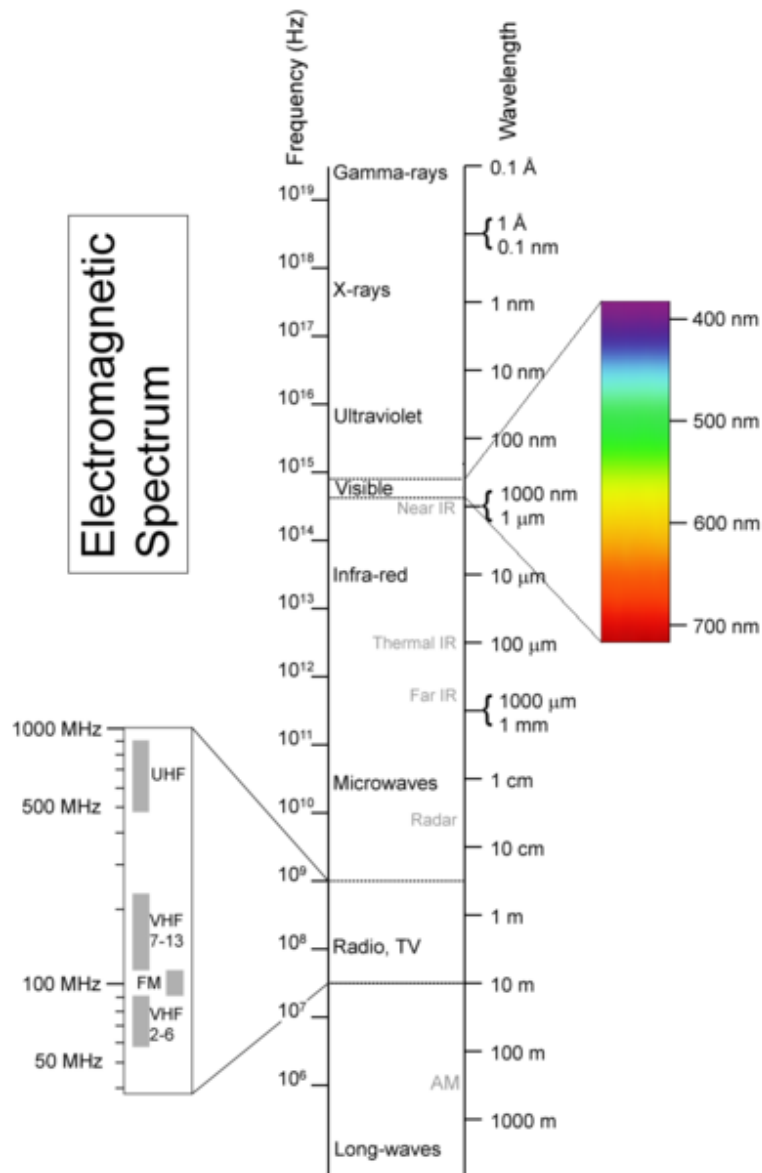 Electromagnetic
Spectrum
Frequency (Hz)
Wavelength
10¹⁹
10¹⁸
10¹⁷
10¹⁶
10¹⁵
10¹⁴
10¹³
10¹²
10¹¹
10¹⁰
10⁹
10⁸
10⁷
10⁶
Gamma-rays
X-rays
Ultraviolet
Visible
Near IR
Infra-red
Thermal IR
Far IR
Microwaves
Radar
Radio, TV
AM
Long-waves
0.1 Å
1 Å
0.1 nm
1 nm
10 nm
100 nm
1000 nm
1 μm
10 μm
100 μm
1000 μm
1 mm
1 cm
10 cm
1 m
10 m
100 m
1000 m
400 nm
500 nm
600 nm
700 nm
1000 MHz
UHF
500 MHz
VHF
7-13
100 MHz
FM
VHF
2-6
50 MHz